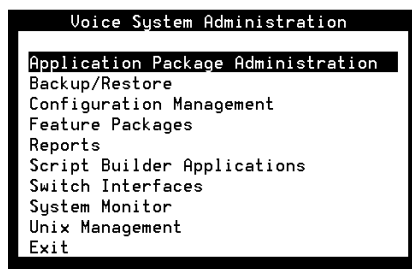 Voice System Administration
Application Package Administration
Backup/Restore
Configuration Management
Feature Packages
Reports
Script Builder Applications
Switch Interfaces
System Monitor
Unix Management
Exit